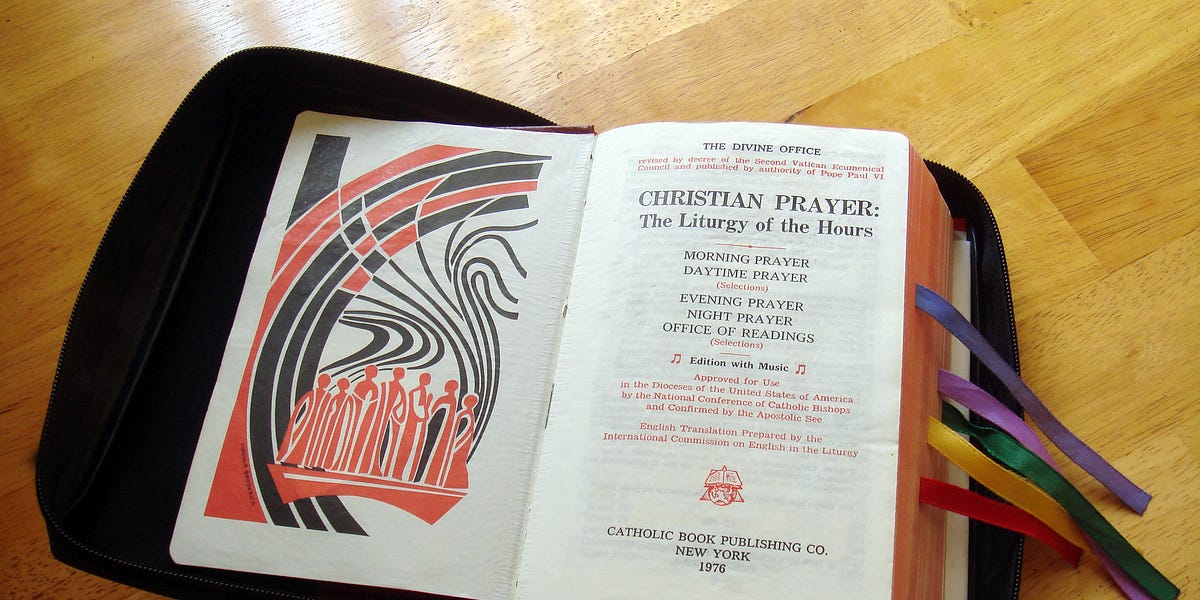 THE DIVINE OFFICE
revised by decree of the Second Vatican Ecumenical
Council and published by authority of Pope Paul VI
CHRISTIAN PRAYER:
The Liturgy of the Hours
MORNING PRAYER
DAYTIME PRAYER
(Selections)
EVENING PRAYER
NIGHT PRAYER
OFFICE OF READINGS
(Selections)
Edition with Music
Approved for Use
in the Dioceses of the United States of America
by the National Conference of Catholic Bishops
and Confirmed by the Apostolic See
English Translation Prepared by the
International Commission on English in the Liturgy
CATHOLIC BOOK PUBLISHING CO.
NEW YORK
1976